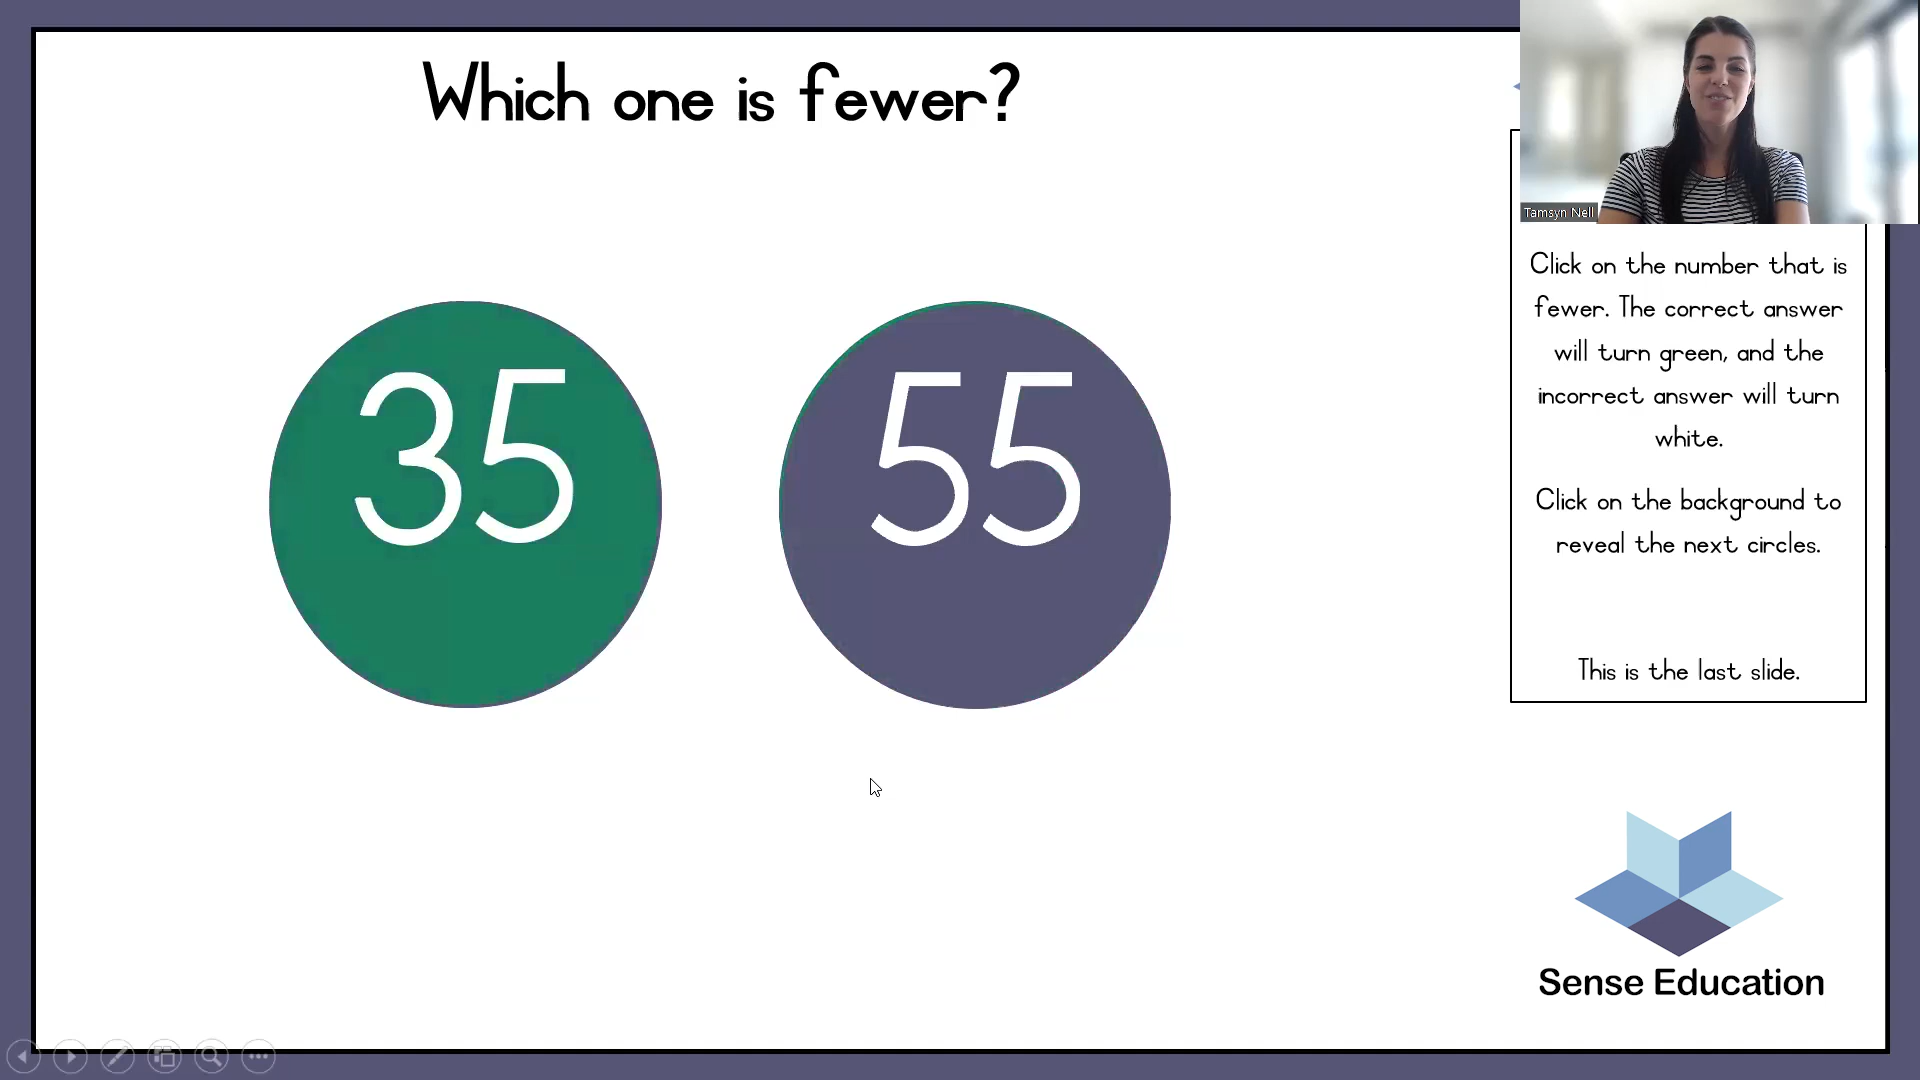 Which one is fewer?
35
55
Tamsyn Nell
Click on the number that is
fewer. The correct answer
will turn green, and the
incorrect answer will turn
white.
Click on the background to
reveal the next circles.
This is the last slide.
Sense Education